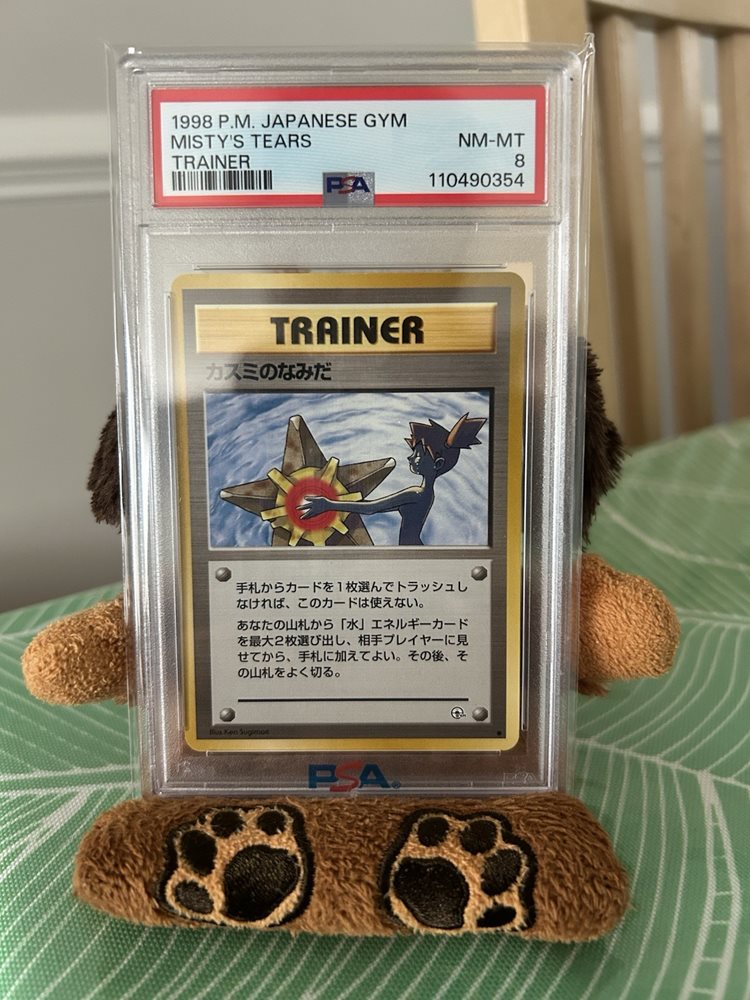 1998 P.M. JAPANESE GYM
MISTY'S TEARS NM-MT
TRAINER 8
PSA 110490354
TRAINER
カスミのなみだ
手札からカードを1枚選んでトラッシュし
なければ、このカードは使えない。
あなたの山札から「水」エネルギーカード
を最大2枚選び出し、相手プレイヤーに見
せてから、手札に加えてよい。その後、そ
の山札をよく切る。
Illus. Ken Sugimori
PSA®